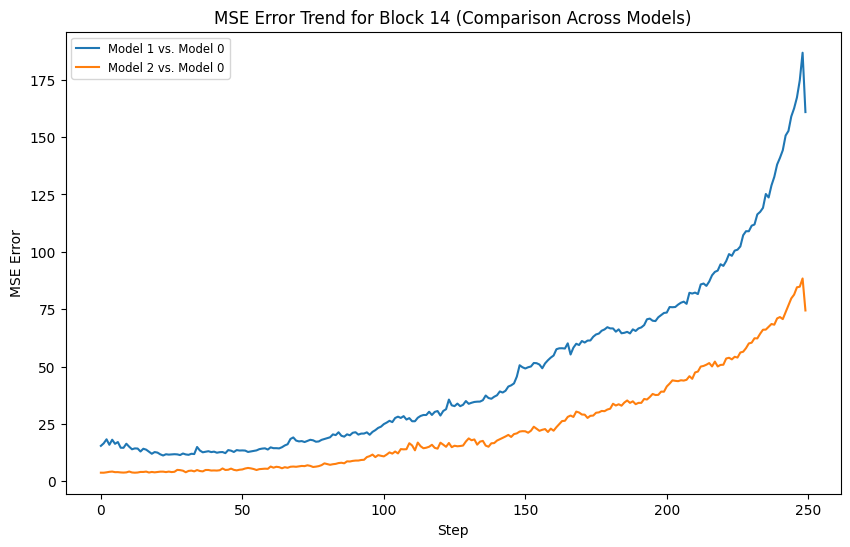 MSE Error Trend for Block 14 (Comparison Across Models)
Model 1 vs. Model 0
Model 2 vs. Model 0
MSE Error
175
150
125
100
75
50
25
0
0 50 100 150 200 250
Step